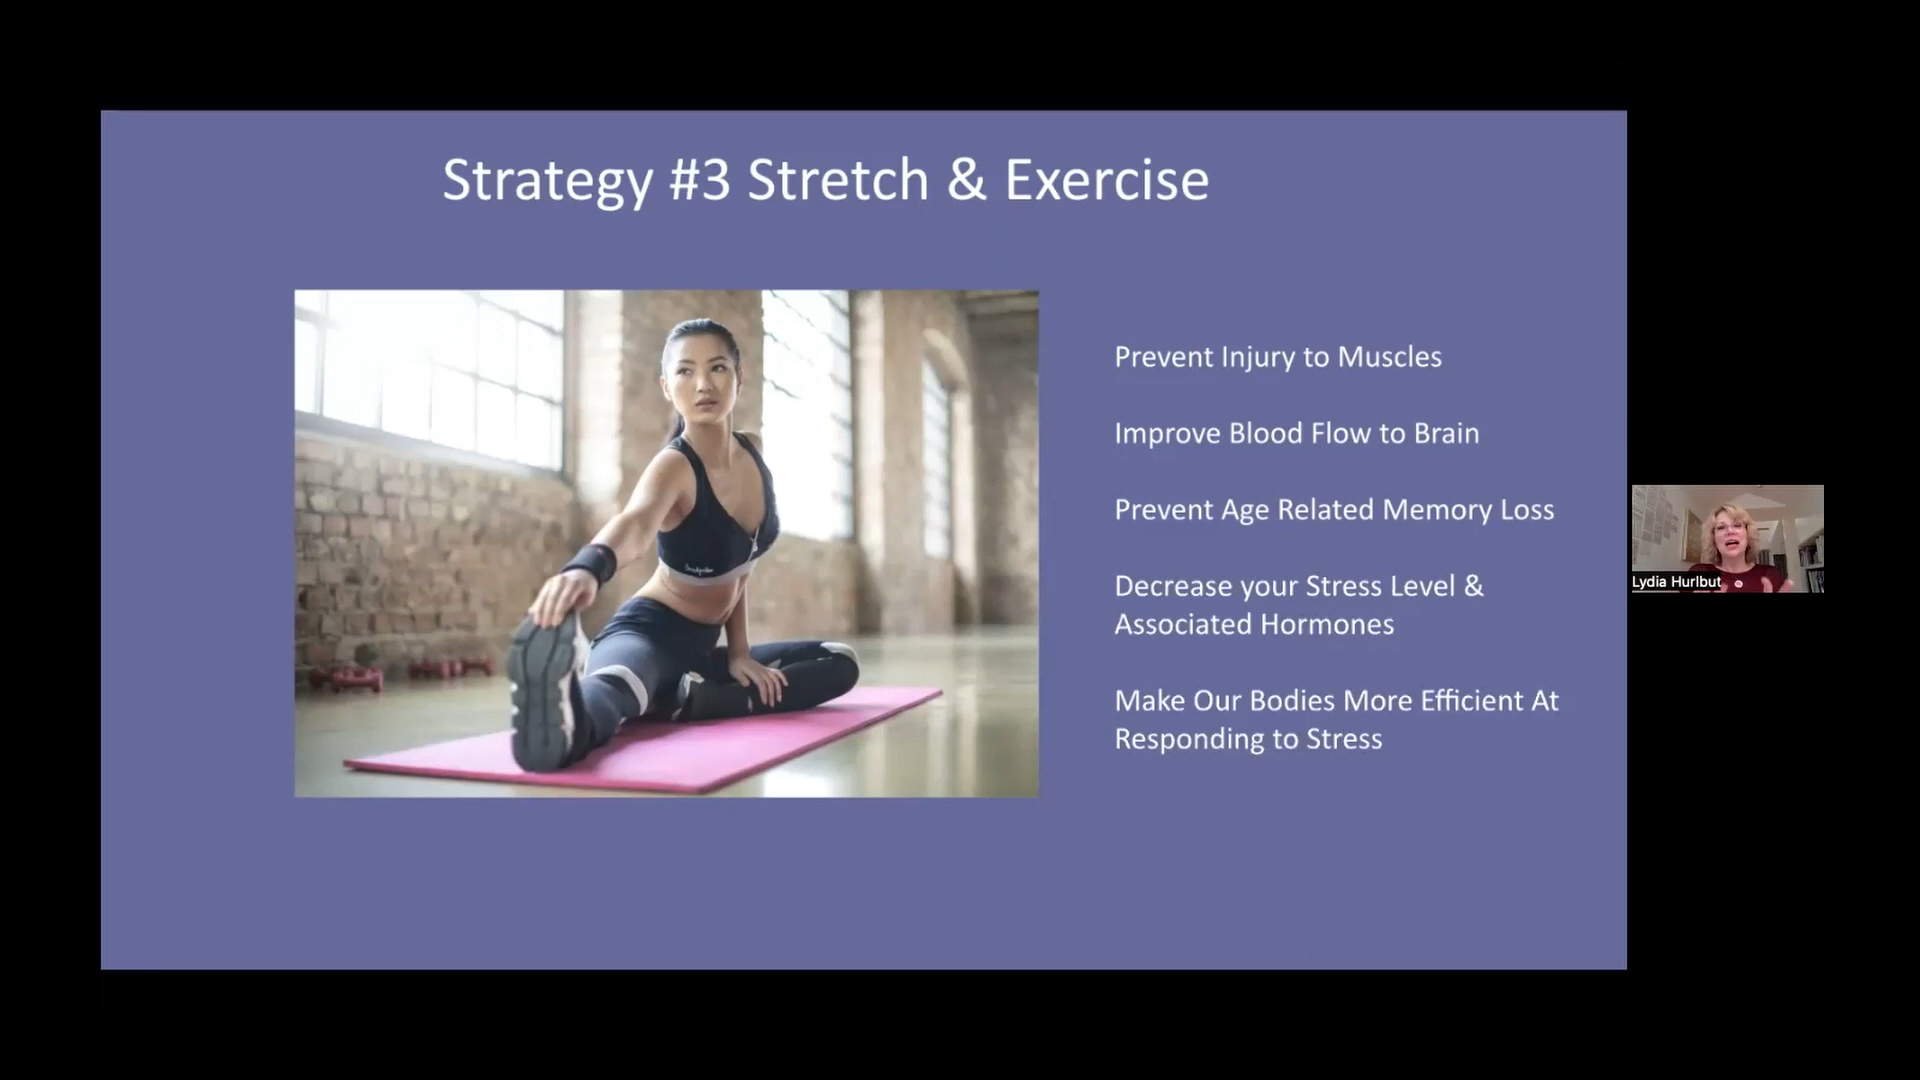 Strategy #3 Stretch & Exercise
Prevent Injury to Muscles
Improve Blood Flow to Brain
Prevent Age Related Memory Loss
Decrease your Stress Level &
Associated Hormones
Make Our Bodies More Efficient At
Responding to Stress
Lydia Hurlbut